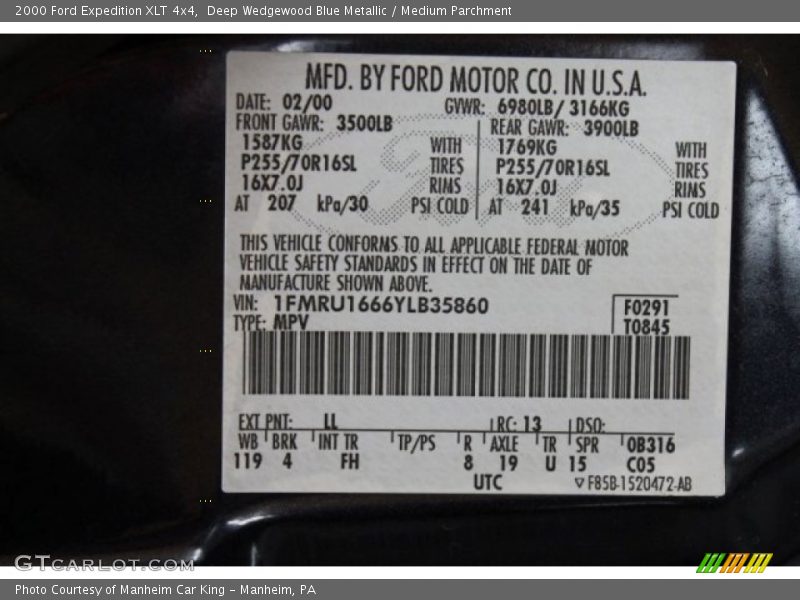 2000 Ford Expedition XLT 4x4, Deep Wedgewood Blue Metallic / Medium Parchment
MFD. BY FORD MOTOR CO. IN U.S.A.
DATE: 02/00 GVWR: 6980LB/ 3166KG
FRONT GAWR: 3500LB REAR GAWR: 3900LB
1587KG WITH 1769KG WITH
P255/70R16SL TIRES P255/70R16SL TIRES
16X7.0J RIMS 16X7.0J RIMS
AT 207 kPa/30 PSI COLD AT 241 kPa/35 PSI COLD
THIS VEHICLE CONFORMS TO ALL APPLICABLE FEDERAL MOTOR
VEHICLE SAFETY STANDARDS IN EFFECT ON THE DATE OF
MANUFACTURE SHOWN ABOVE.
VIN: 1FMRU1666YLB35860 F0291
TYPE: MPV T0845
EXT PNT: LL RC: 13 DSO:
WB BRK INT TR TP/PS R AXLE TR SPR 0B316
119 4 FH 8 19 U 15 C05
UTC ▽ F85B-1520472-AB
GTCARLOT.COM
Photo Courtesy of Manheim Car King - Manheim, PA